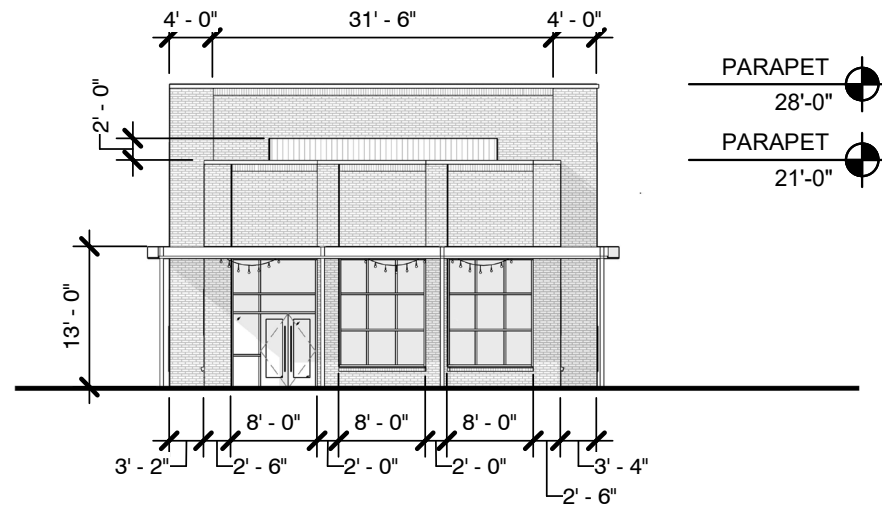 4' - 0" 31' - 6" 4' - 0"
PARAPET
28'-0"
2' - 0"
PARAPET
21'-0"
13' - 0"
8' - 0" 8' - 0" 8' - 0"
3' - 2" 2' - 6" 2' - 0" 2' - 0" 3' - 4"
2' - 6"